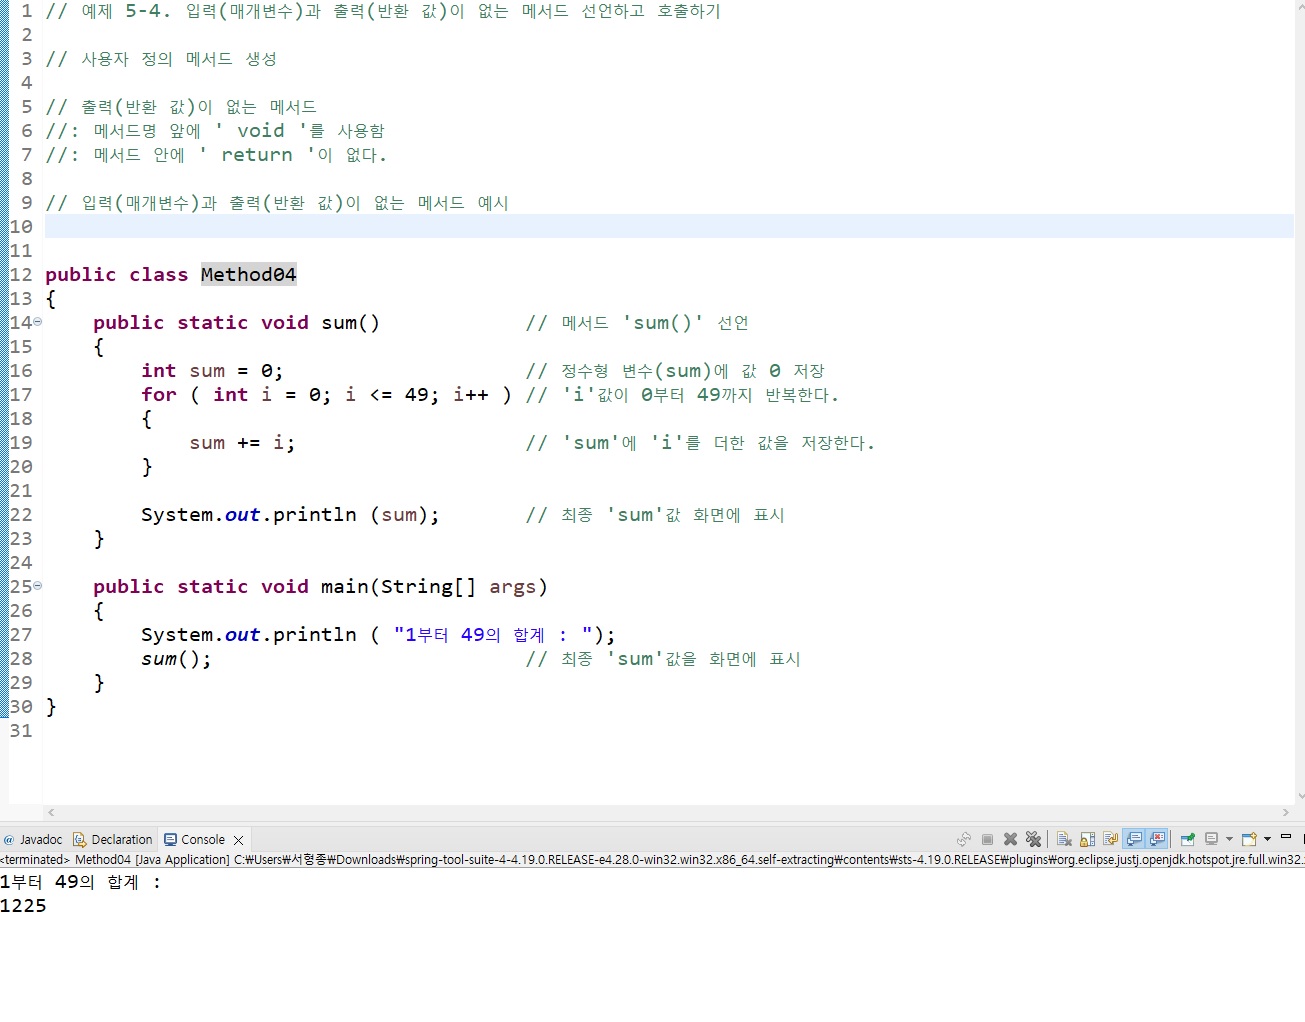 1 // 예제 5-4. 입력(매개변수)과 출력(반환 값)이 없는 메서드 선언하고 호출하기
2
3 // 사용자 정의 메서드 생성
4
5 // 출력(반환 값)이 없는 메서드
6 //: 메서드명 앞에 ' void '를 사용함
7 //: 메서드 안에 ' return '이 없다.
8
9 // 입력(매개변수)과 출력(반환 값)이 없는 메서드 예시
10
11
12 public class Method04
13 {
14 public static void sum() // 메서드 'sum()' 선언
15 {
16 int sum = 0; // 정수형 변수(sum)에 값 0 저장
17 for ( int i = 0; i <= 49; i++ ) // 'i'값이 0부터 49까지 반복한다.
18 {
19 sum += i; // 'sum'에 'i'를 더한 값을 저장한다.
20 }
21
22 System.out.println (sum); // 최종 'sum'값 화면에 표시
23 }
24
25 public static void main(String[] args)
26 {
27 System.out.println ( "1부터 49의 합계 : ");
28 sum(); // 최종 'sum'값을 화면에 표시
29 }
30 }
31
@ Javadoc Declaration Console
<terminated> Method04 [Java Application] C:₩Users₩서형종₩Downloads₩spring-tool-suite-4-4.19.0.RELEASE-e4.28.0-win32.win32.x86_64.self-extracting₩contents₩sts-4.19.0.RELEASE₩plugins₩org.eclipse.justj.openjdk.hotspot.jre.full.win32.
1부터 49의 합계 :
1225